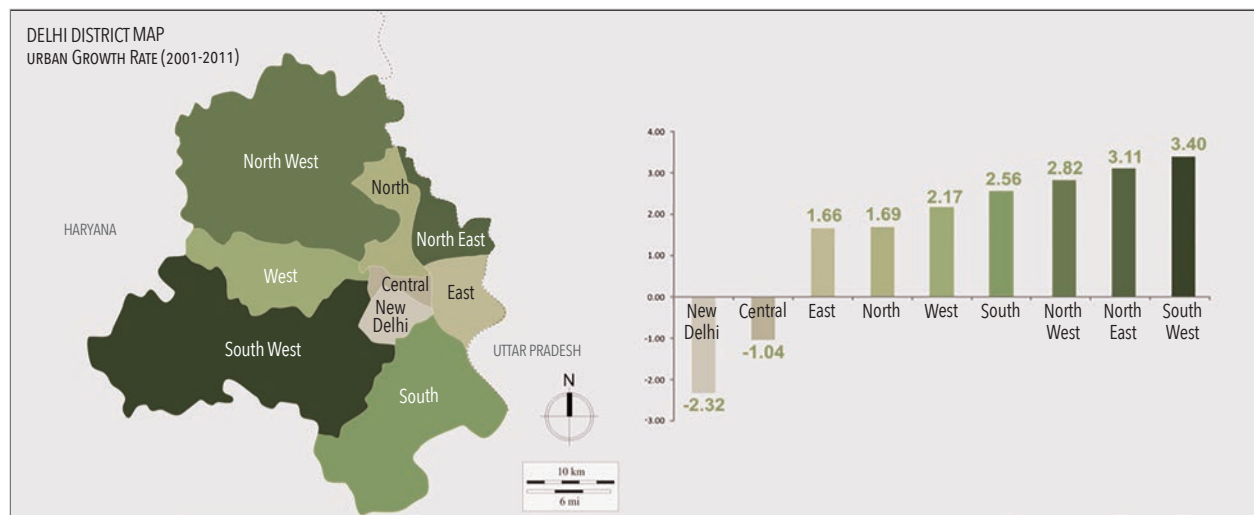 DELHI DISTRICT MAP
URBAN GROWTH RATE (2001-2011)
North West
North
HARYANA
North East
West
Central
East
New
Delhi
South West
UTTAR PRADESH
South
N
10 km
6 mi
4.00
3.00
2.00
1.00
0.00
-1.00
-2.00
-3.00
-2.32
-1.04
1.66
1.69
2.17
2.56
2.82
3.11
3.40
New
Delhi
Central
East
North
West
South
North
West
North
East
South
West